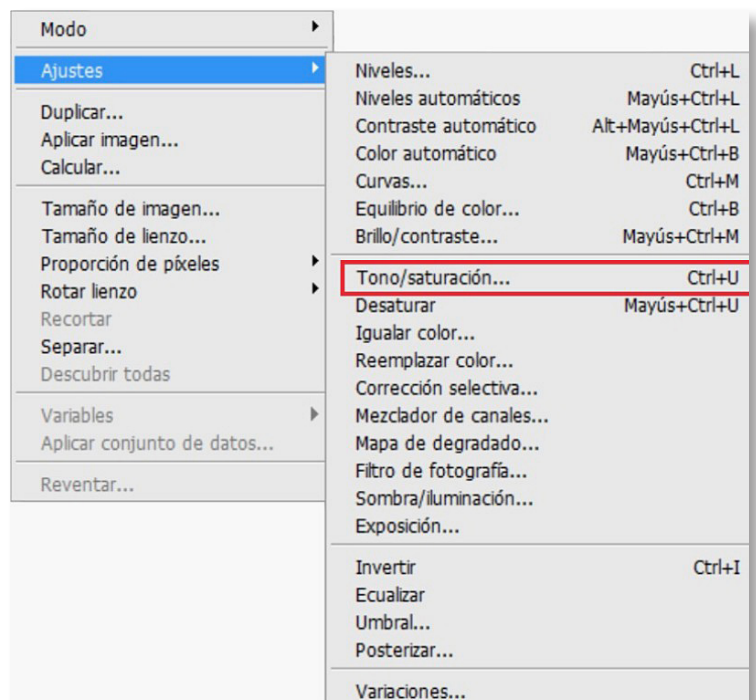 Modo
Ajustes
Duplicar...
Aplicar imagen...
Calcular...
Tamaño de imagen...
Tamaño de lienzo...
Proporción de píxeles
Rotar lienzo
Recortar
Separar...
Descubrir todas
Variables
Aplicar conjunto de datos...
Reventar...
Niveles... Ctrl+L
Niveles automáticos Mayús+Ctrl+L
Contraste automático Alt+Mayús+Ctrl+L
Color automático Mayús+Ctrl+B
Curvas... Ctrl+M
Equilibrio de color... Ctrl+B
Brillo/contraste... Mayús+Ctrl+M
Tono/saturación... Ctrl+U
Desaturar Mayús+Ctrl+U
Igualar color...
Reemplazar color...
Corrección selectiva...
Mezclador de canales...
Mapa de degradado...
Filtro de fotografía...
Sombra/iluminación...
Exposición...
Invertir Ctrl+I
Ecualizar
Umbral...
Posterizar...
Variaciones...